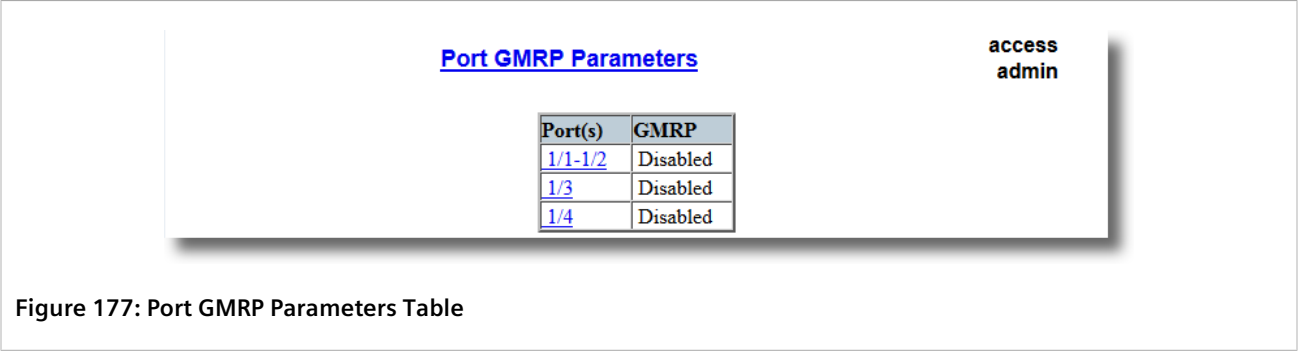 Port GMRP Parameters
access
admin
Port(s) GMRP
1/1-1/2 Disabled
1/3 Disabled
1/4 Disabled
Figure 177: Port GMRP Parameters Table